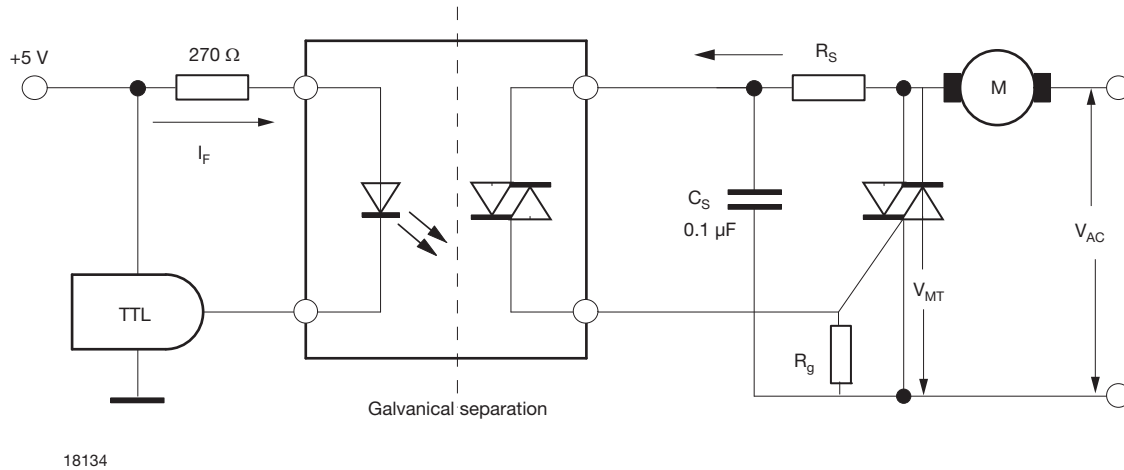 +5 V
270 Ω
I_F
TTL
R_S
M
C_S
0.1 µF
V_AC
V_MT
R_g
Galvanical separation
18134